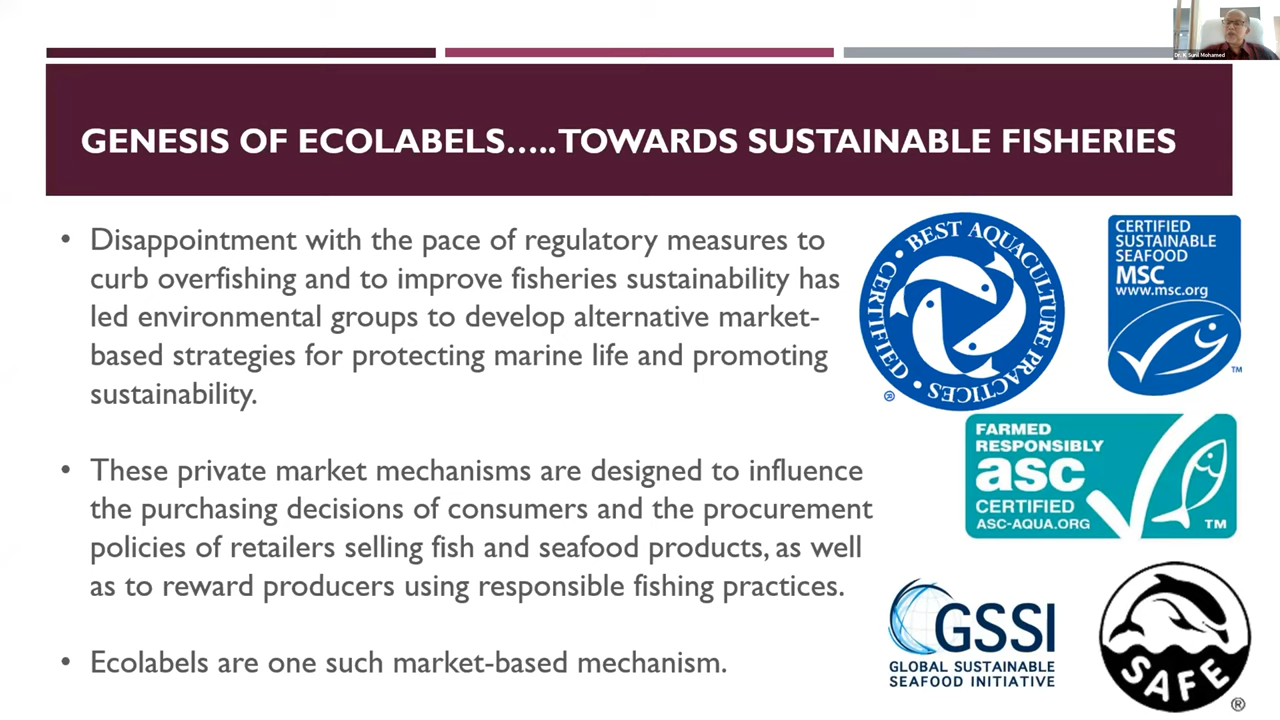 Dr. K Sunil Mohamed
GENESIS OF ECOLABELS.....TOWARDS SUSTAINABLE FISHERIES
• Disappointment with the pace of regulatory measures to
curb overfishing and to improve fisheries sustainability has
led environmental groups to develop alternative market-
based strategies for protecting marine life and promoting
sustainability.
• These private market mechanisms are designed to influence
the purchasing decisions of consumers and the procurement
policies of retailers selling fish and seafood products, as well
as to reward producers using responsible fishing practices.
• Ecolabels are one such market-based mechanism.
• BEST AQUACULTURE PRACTICES • CERTIFIED
®
CERTIFIED
SUSTAINABLE
SEAFOOD
MSC
www.msc.org
TM
FARMED
RESPONSIBLY
asc
CERTIFIED
ASC-AQUA.ORG
TM
GSSI
GLOBAL SUSTAINABLE
SEAFOOD INITIATIVE
SAFE
®